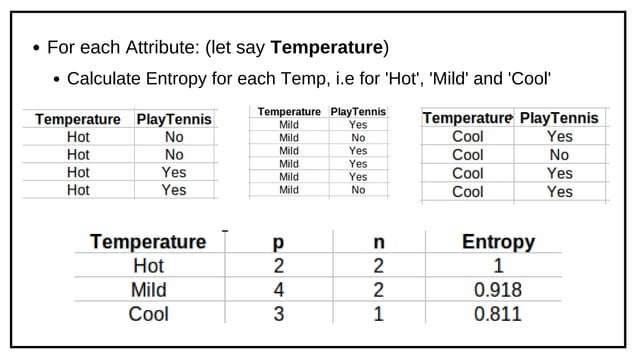 • For each Attribute: (let say Temperature)
• Calculate Entropy for each Temp, i.e for 'Hot', 'Mild' and 'Cool'
Temperature PlayTennis
Hot No
Hot No
Hot Yes
Hot Yes
Temperature PlayTennis
Mild Yes
Mild No
Mild Yes
Mild Yes
Mild Yes
Mild No
Temperature PlayTennis
Cool Yes
Cool No
Cool Yes
Cool Yes
Temperature p n Entropy
Hot 2 2 1
Mild 4 2 0.918
Cool 3 1 0.811